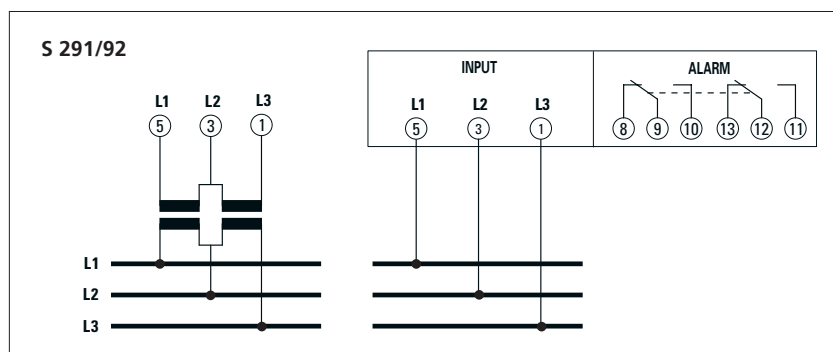 S 291/92
INPUT
ALARM
L1 L2 L3
5 3 1
L1 L2 L3
5 3 1
8 9 10 13 12 11
L1
L2
L3